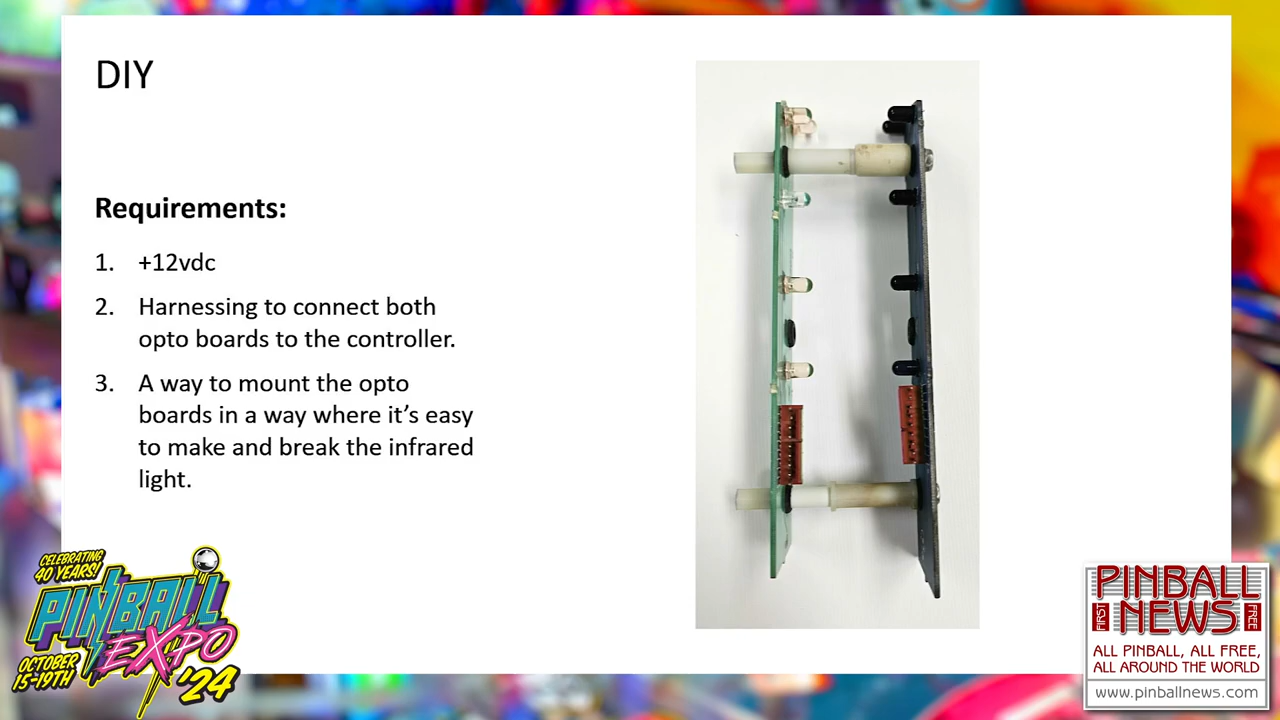 DIY
Requirements:
1. +12vdc
2. Harnessing to connect both
opto boards to the controller.
3. A way to mount the opto
boards in a way where it’s easy
to make and break the infrared
light.
CELEBRATING
40 YEARS!
PINBALL
EXPO
OCTOBER
15-19TH
'24
PINBALL
FIRST NEWS FREE
ALL PINBALL, ALL FREE,
ALL AROUND THE WORLD
www.pinballnews.com